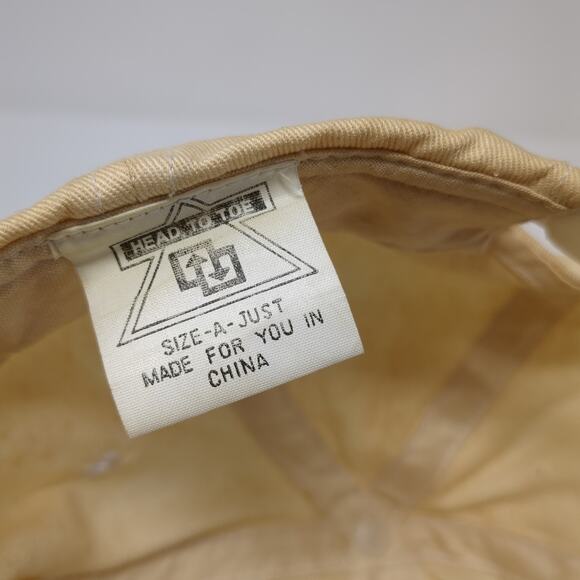 HEAD TO TOE
SIZE-A-JUST
MADE FOR YOU IN
CHINA